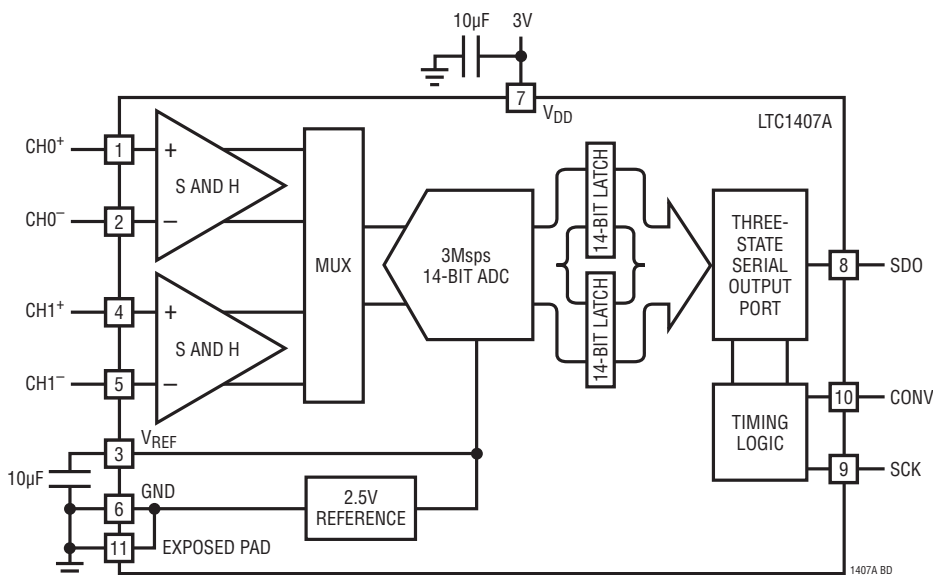 10µF
3V
7
VDD
LTC1407A
CH0+
1
+
S AND H
CH0–
2
–
CH1+
4
+
S AND H
CH1–
5
–
MUX
3Msps
14-BIT ADC
14-BIT LATCH
14-BIT LATCH
THREE-
STATE
SERIAL
OUTPUT
PORT
8
SDO
TIMING
LOGIC
10
CONV
9
SCK
3
VREF
10µF
6
GND
11
EXPOSED PAD
2.5V
REFERENCE
1407A BD